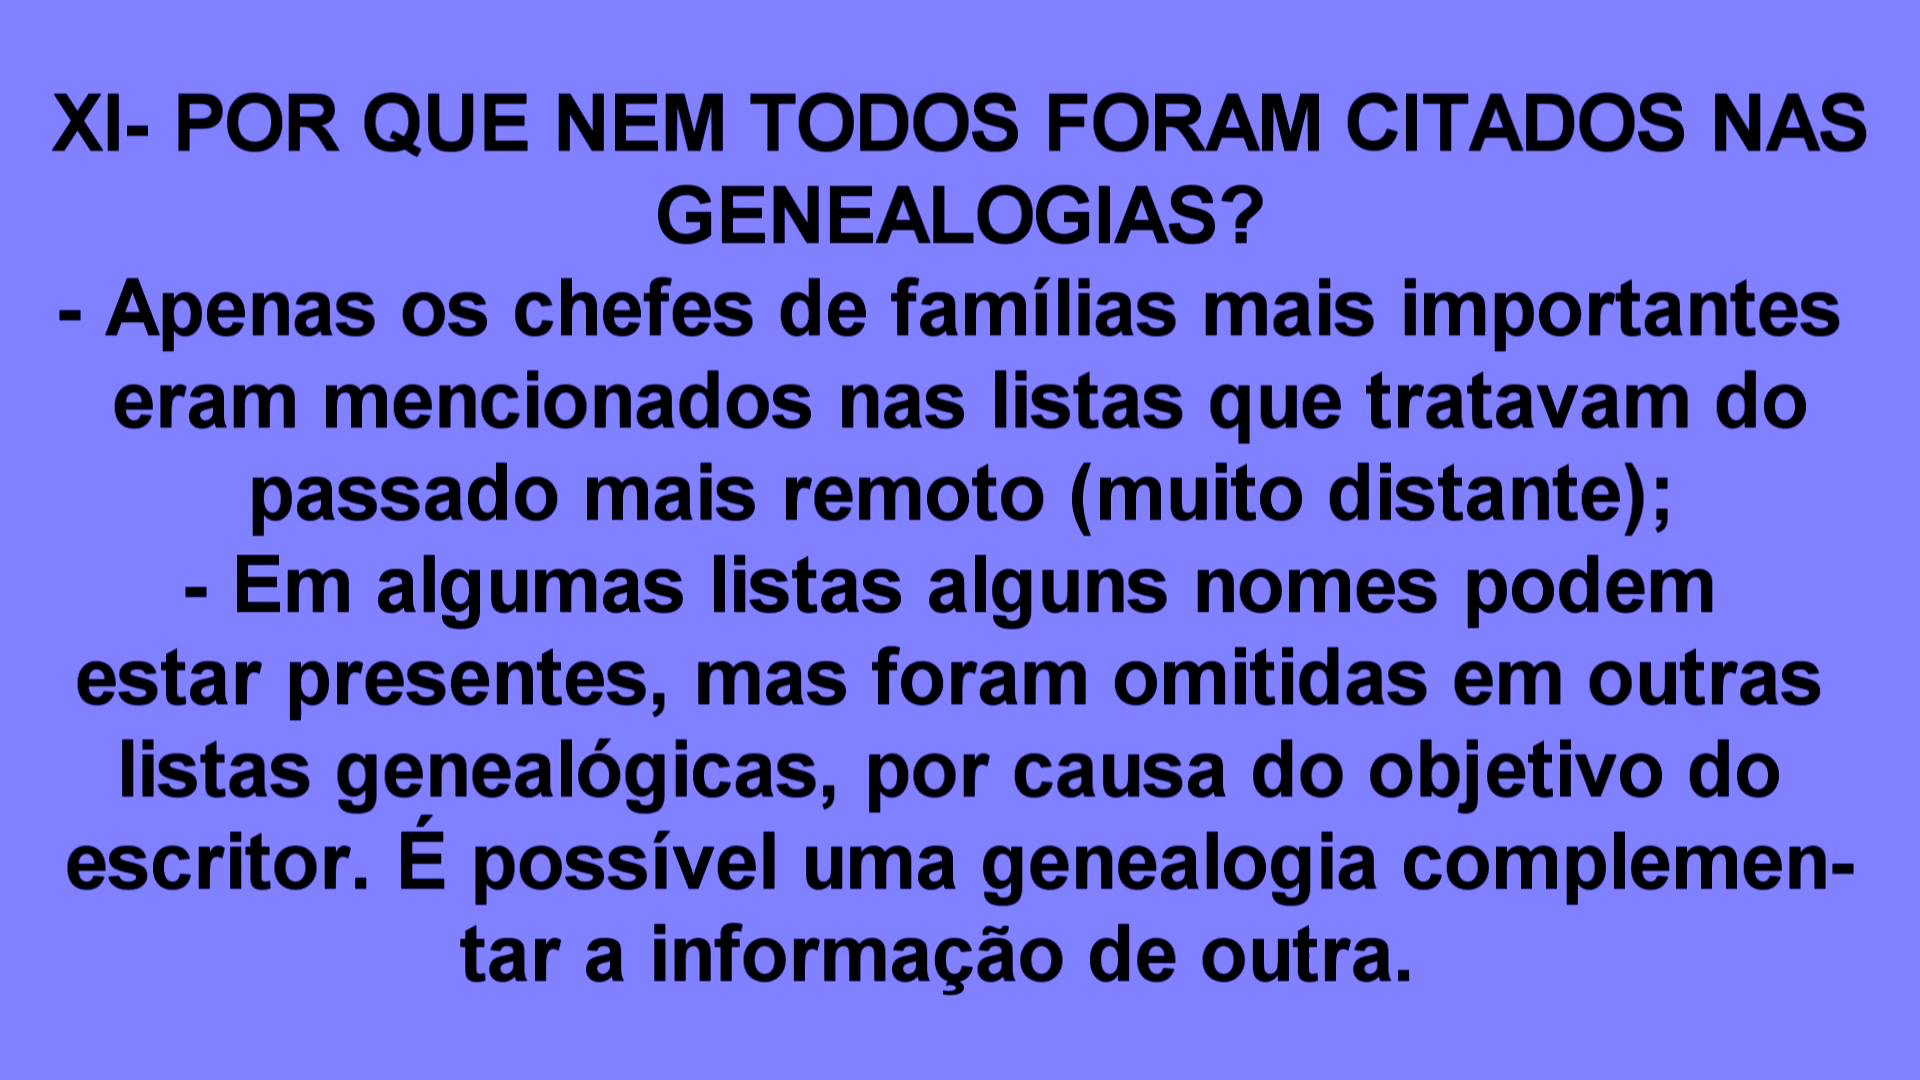 XI- POR QUE NEM TODOS FORAM CITADOS NAS
GENEALOGIAS?
- Apenas os chefes de famílias mais importantes
eram mencionados nas listas que tratavam do
passado mais remoto (muito distante);
- Em algumas listas alguns nomes podem
estar presentes, mas foram omitidas em outras
listas genealógicas, por causa do objetivo do
escritor. É possível uma genealogia complemen-
tar a informação de outra.